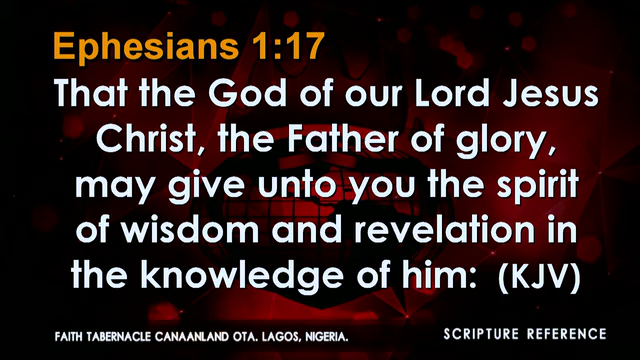 Ephesians 1:17
That the God of our Lord Jesus
Christ, the Father of glory,
may give unto you the spirit
of wisdom and revelation in
the knowledge of him: (KJV)
FAITH TABERNACLE CANAANLAND OTA. LAGOS, NIGERIA.
SCRIPTURE REFERENCE